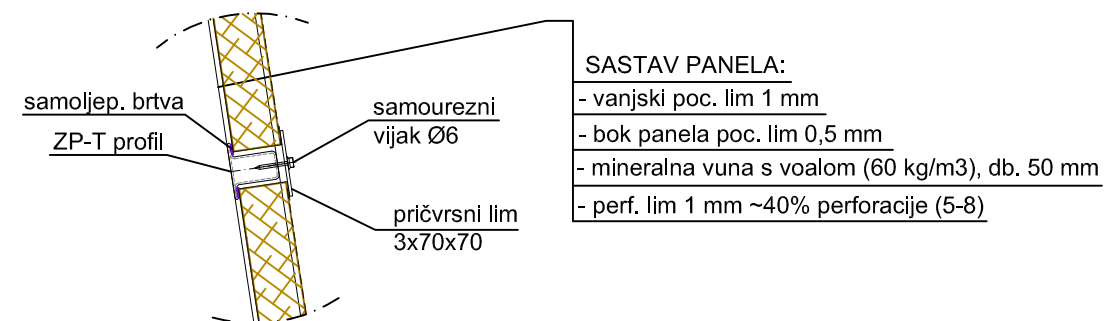 samoljep. brtva
ZP-T profil
samourezni
vijak Ø6
pričvrsni lim
3x70x70
SASTAV PANELA:
- vanjski poc. lim 1 mm
- bok panela poc. lim 0,5 mm
- mineralna vuna s voalom (60 kg/m3), db. 50 mm
- perf. lim 1 mm ~40% perforacije (5-8)